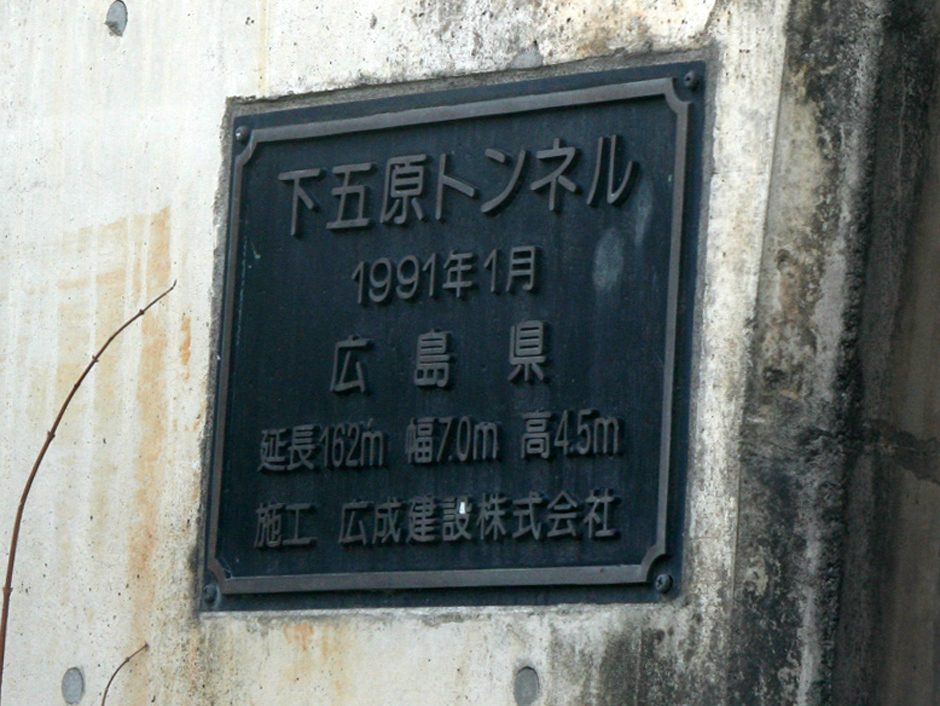 下五原トンネル
1991年1月
広島県
延長162m 幅7.0m 高4.5m
施工 広成建設株式会社